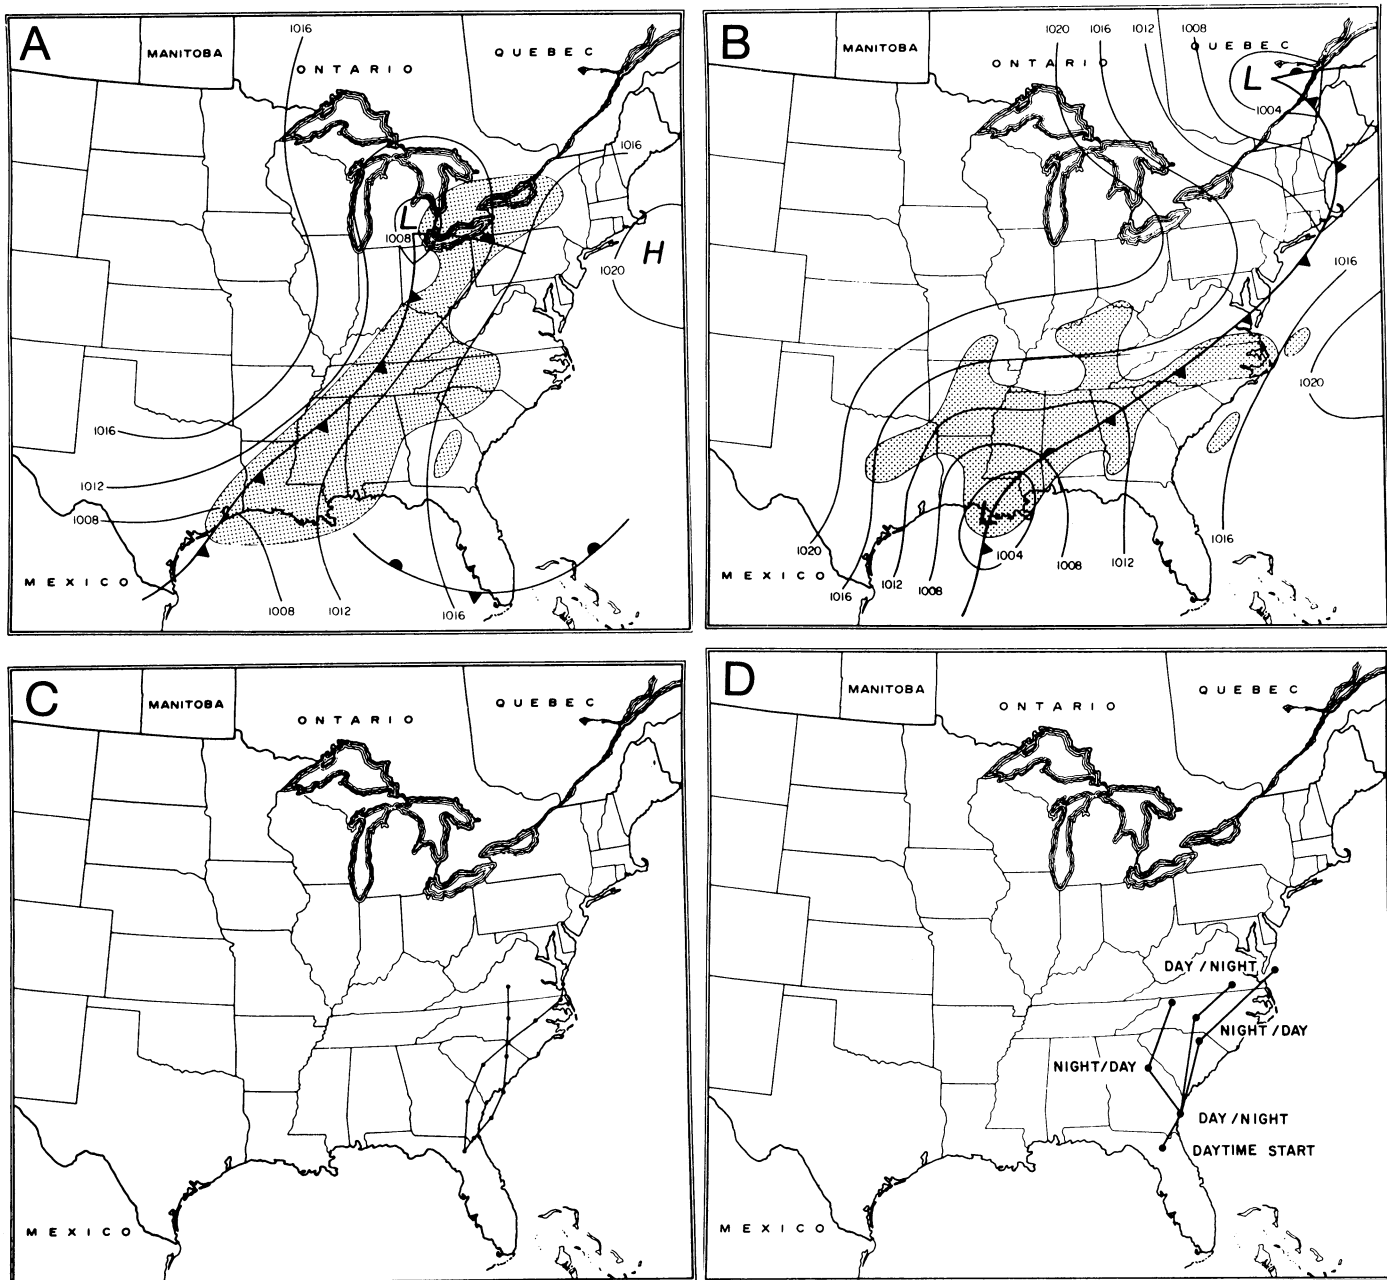 A
MANITOBA
ONTARIO
QUEBEC
1016
1016
L
1008
H
1020
1016
1012
1008
MEXICO
1008
1012
1016
B
MANITOBA
ONTARIO
QUEBEC
1020
1016
1012
1008
L
1004
1016
1020
L
1004
1020
1016
1012
1008
1008
1012
1016
MEXICO
C
MANITOBA
ONTARIO
QUEBEC
MEXICO
D
MANITOBA
ONTARIO
QUEBEC
DAY/NIGHT
NIGHT/DAY
NIGHT/DAY
DAY/NIGHT
DAYTIME START
MEXICO